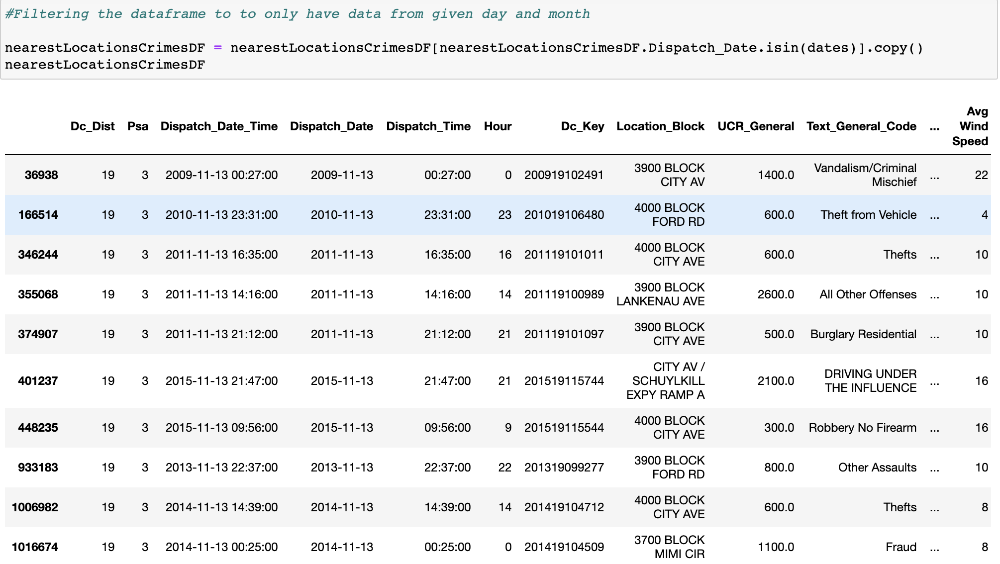 #Filtering the dataframe to to only have data from given day and month
nearestLocationsCrimesDF = nearestLocationsCrimesDF[nearestLocationsCrimesDF.Dispatch_Date.isin(dates)].copy()
nearestLocationsCrimesDF
Dc_Dist Psa Dispatch_Date_Time Dispatch_Date Dispatch_Time Hour Dc_Key Location_Block UCR_General Text_General_Code ... Avg
Wind
Speed
36938 19 3 2009-11-13 00:27:00 2009-11-13 00:27:00 0 200919102491 3900 BLOCK
CITY AV 1400.0 Vandalism/Criminal
Mischief ... 22
166514 19 3 2010-11-13 23:31:00 2010-11-13 23:31:00 23 201019106480 4000 BLOCK
FORD RD 600.0 Theft from Vehicle ... 4
346244 19 3 2011-11-13 16:35:00 2011-11-13 16:35:00 16 201119101011 4000 BLOCK
CITY AVE 600.0 Thefts ... 10
355068 19 3 2011-11-13 14:16:00 2011-11-13 14:16:00 14 201119100989 3900 BLOCK
LANKENAU AVE 2600.0 All Other Offenses ... 10
374907 19 3 2011-11-13 21:12:00 2011-11-13 21:12:00 21 201119101097 3900 BLOCK
CITY AVE 500.0 Burglary Residential ... 10
401237 19 3 2015-11-13 21:47:00 2015-11-13 21:47:00 21 201519115744 CITY AV /
SCHUYLKILL
EXPY RAMP A 2100.0 DRIVING UNDER
THE INFLUENCE ... 16
448235 19 3 2015-11-13 09:56:00 2015-11-13 09:56:00 9 201519115544 4000 BLOCK
CITY AVE 300.0 Robbery No Firearm ... 16
933183 19 3 2013-11-13 22:37:00 2013-11-13 22:37:00 22 201319099277 3900 BLOCK
FORD RD 800.0 Other Assaults ... 10
1006982 19 3 2014-11-13 14:39:00 2014-11-13 14:39:00 14 201419104712 4000 BLOCK
CITY AVE 600.0 Thefts ... 8
1016674 19 3 2014-11-13 00:25:00 2014-11-13 00:25:00 0 201419104509 3700 BLOCK
MIMI CIR 1100.0 Fraud ... 8